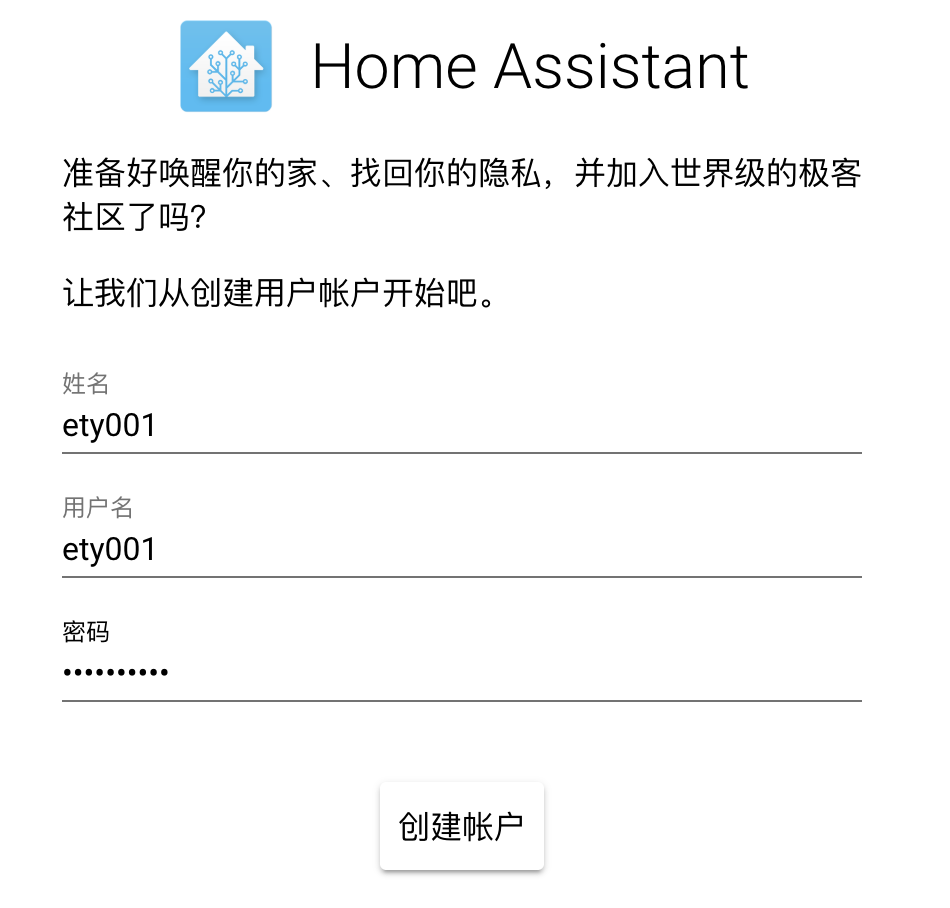 Home Assistant
准备好唤醒你的家、找回你的隐私，并加入世界级的极客
社区了吗？
让我们从创建用户帐户开始吧。
姓名
ety001
用户名
ety001
密码
••••••••••
创建帐户